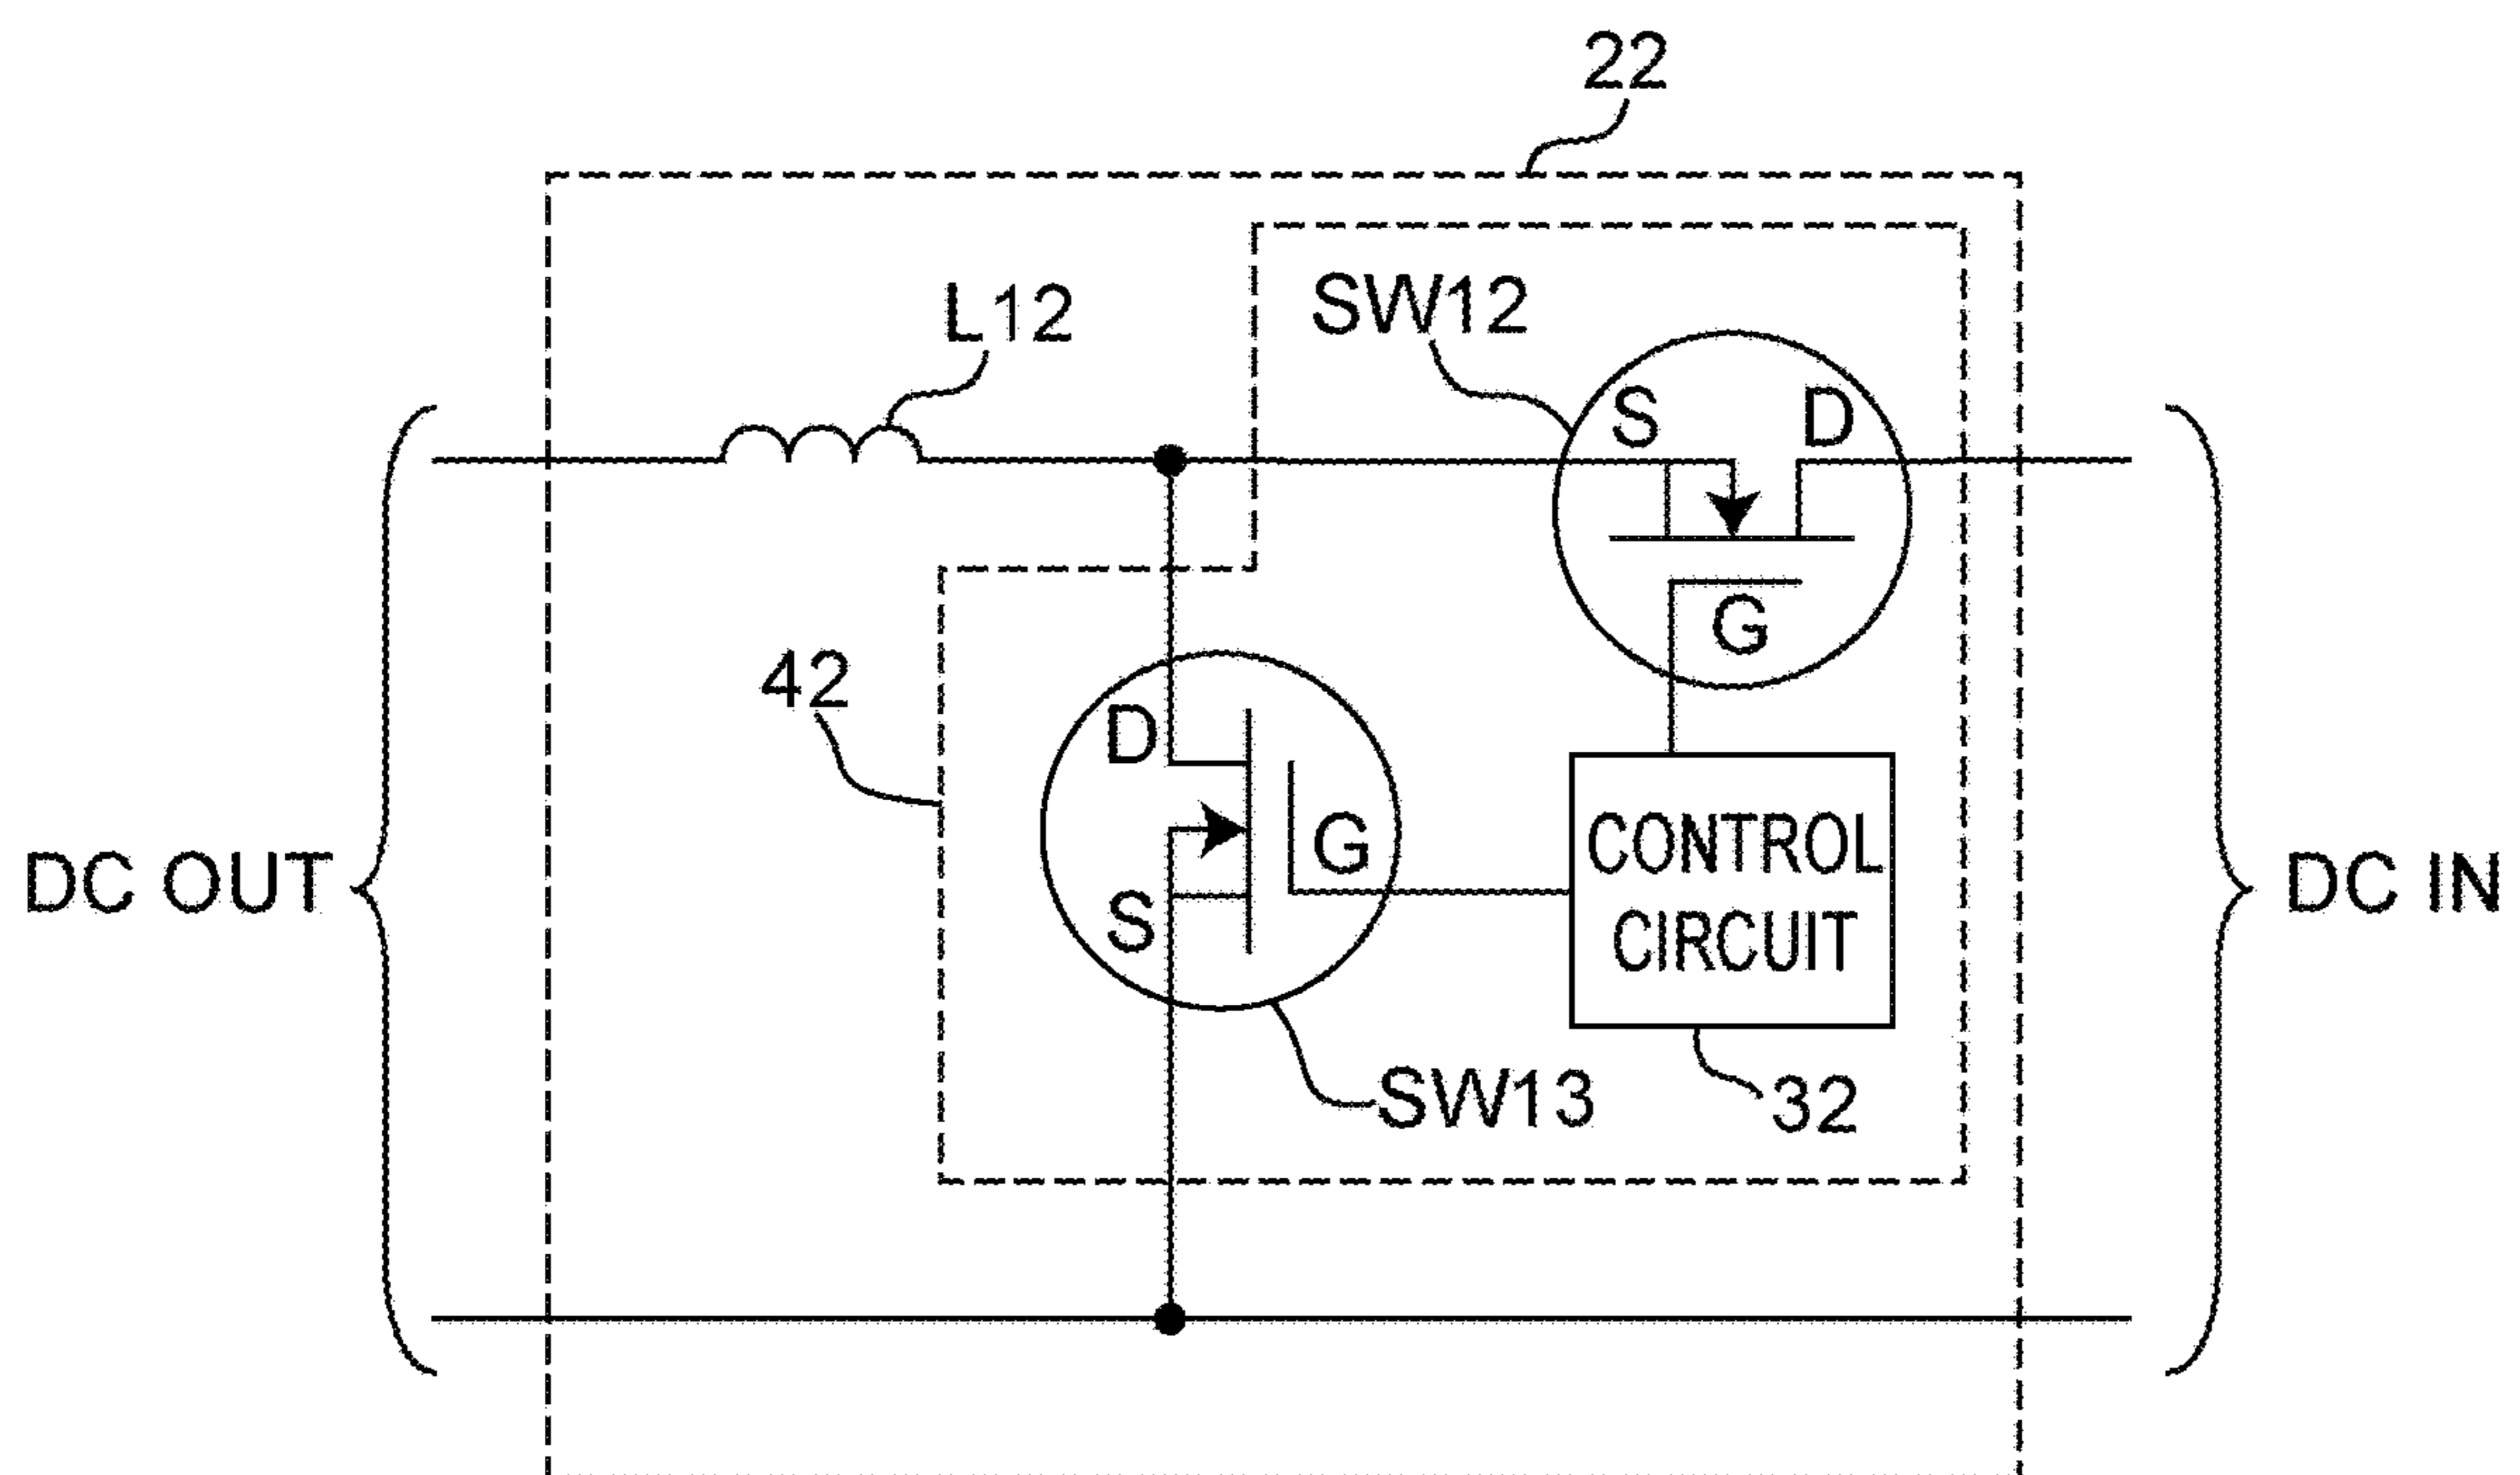 22
L12
SW12
S
D
G
42
D
G
S
CONTROL
CIRCUIT
DC OUT
DC IN
SW13
32